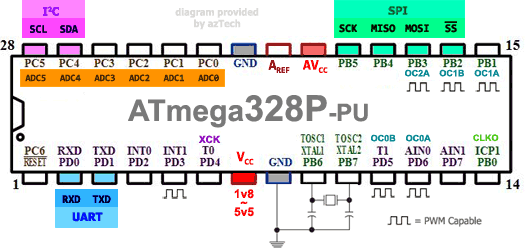 I²C
diagram provided
by azTech
SPI
SCL SDA
SCK MISO MOSI SS
28
15
PC5 PC4 PC3 PC2 PC1 PC0 GND AREF AVCC PB5 PB4 PB3 PB2 PB1
ADC5 ADC4 ADC3 ADC2 ADC1 ADC0
OC2A OC1B OC1A
ATmega328P-PU
XCK
TOSC1 TOSC2
OC0B OC0A
CLKO
PC6 RXD TXD INT0 INT1 T0
XTAL1 XTAL2
T1 AIN0 AIN1 ICP1
RESET PD0 PD1 PD2 PD3 PD4
VCC GND
PB6 PB7 PD5 PD6 PD7 PB0
1
14
RXD TXD
UART
1v8
~
5v5
= PWM Capable